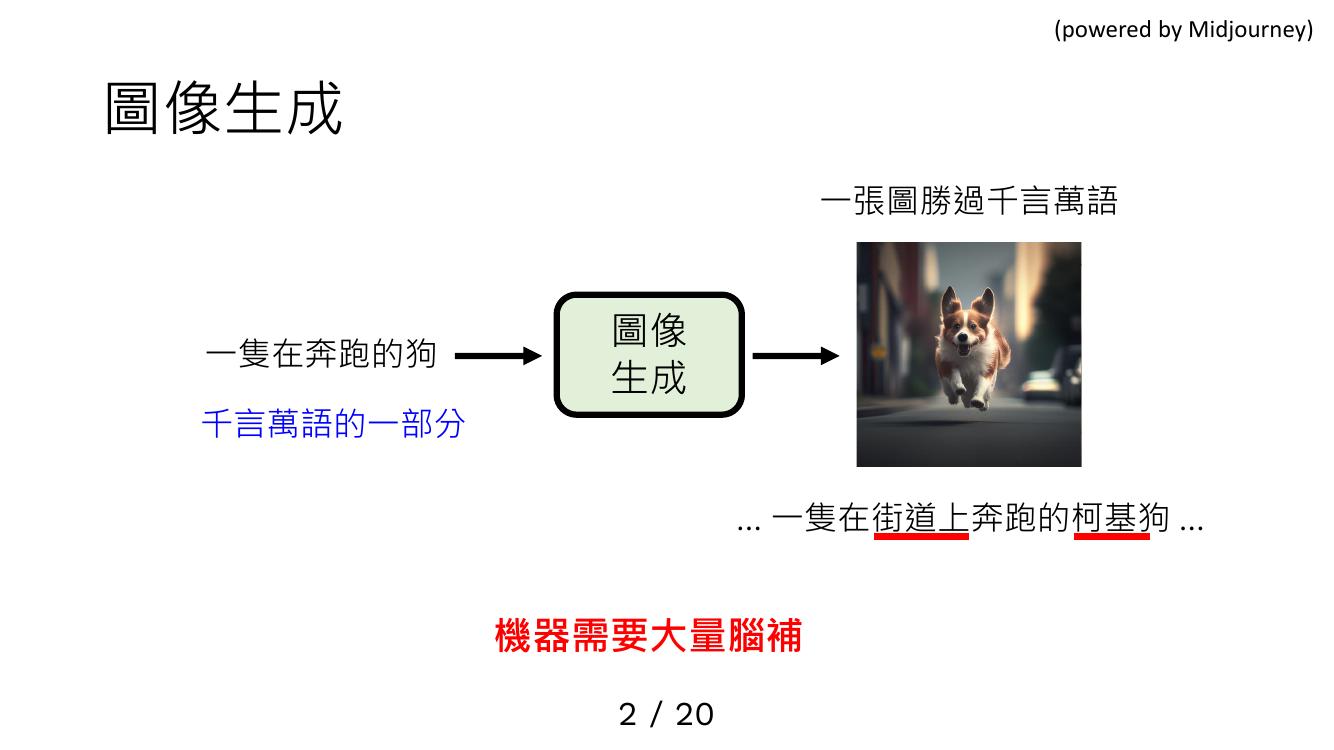 (powered by Midjourney)
圖像生成
一張圖勝過千言萬語
一隻在奔跑的狗
圖像
生成
千言萬語的一部分
... 一隻在街道上奔跑的柯基狗 ...
機器需要大量腦補
2 / 20